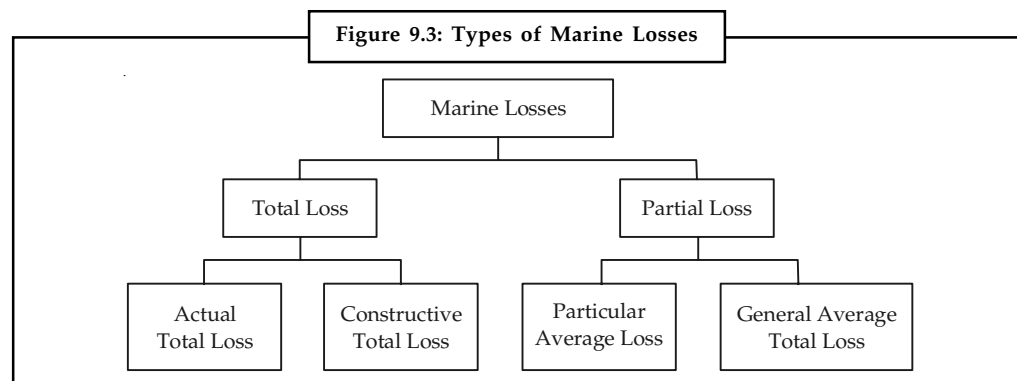 Figure 9.3: Types of Marine Losses
Marine Losses
Total Loss
Partial Loss
Actual
Total Loss
Constructive
Total Loss
Particular
Average Loss
General Average
Total Loss